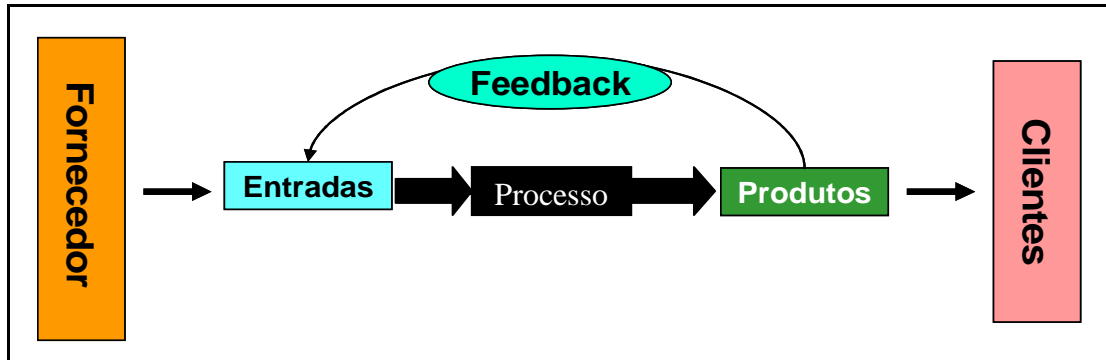 Fornecedor
Feedback
Entradas
Processo
Produtos
Clientes